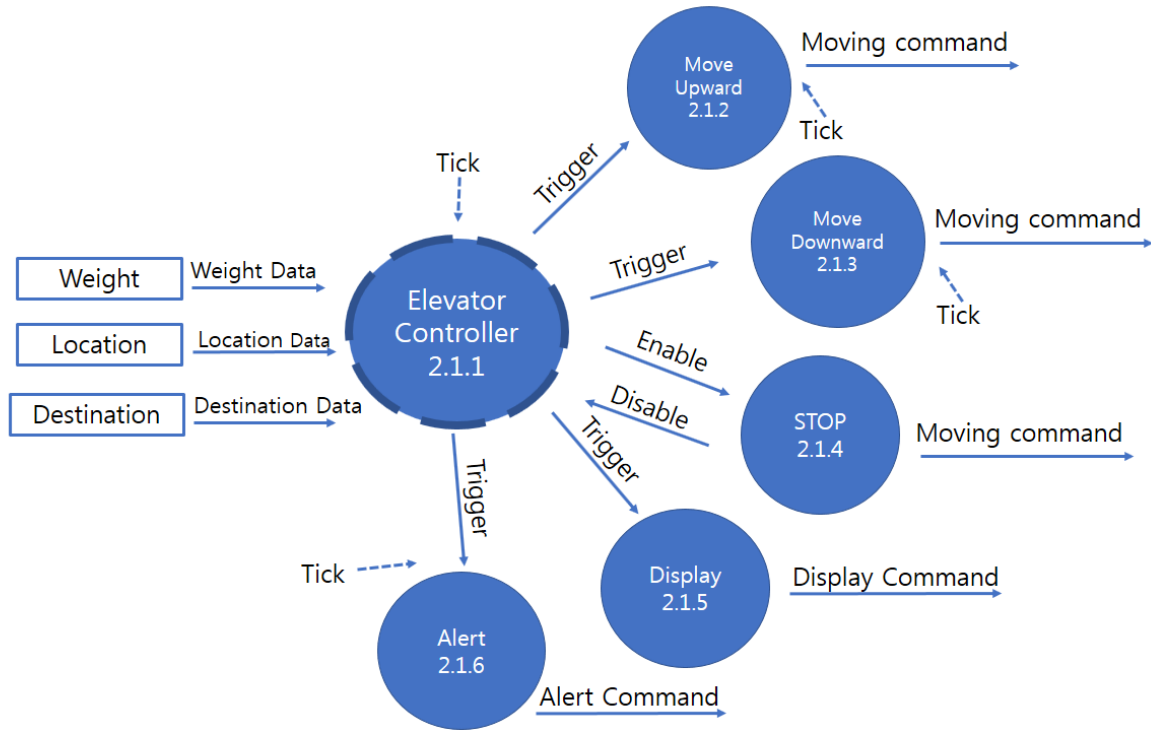 Move
Upward
2.1.2
Moving command
Tick
Trigger
Tick
Move
Downward
2.1.3
Moving command
Tick
Trigger
Weight
Weight Data
Location
Location Data
Destination
Destination Data
Elevator
Controller
2.1.1
Enable
Disable
STOP
2.1.4
Moving command
Trigger
Trigger
Display
2.1.5
Display Command
Tick
Alert
2.1.6
Alert Command